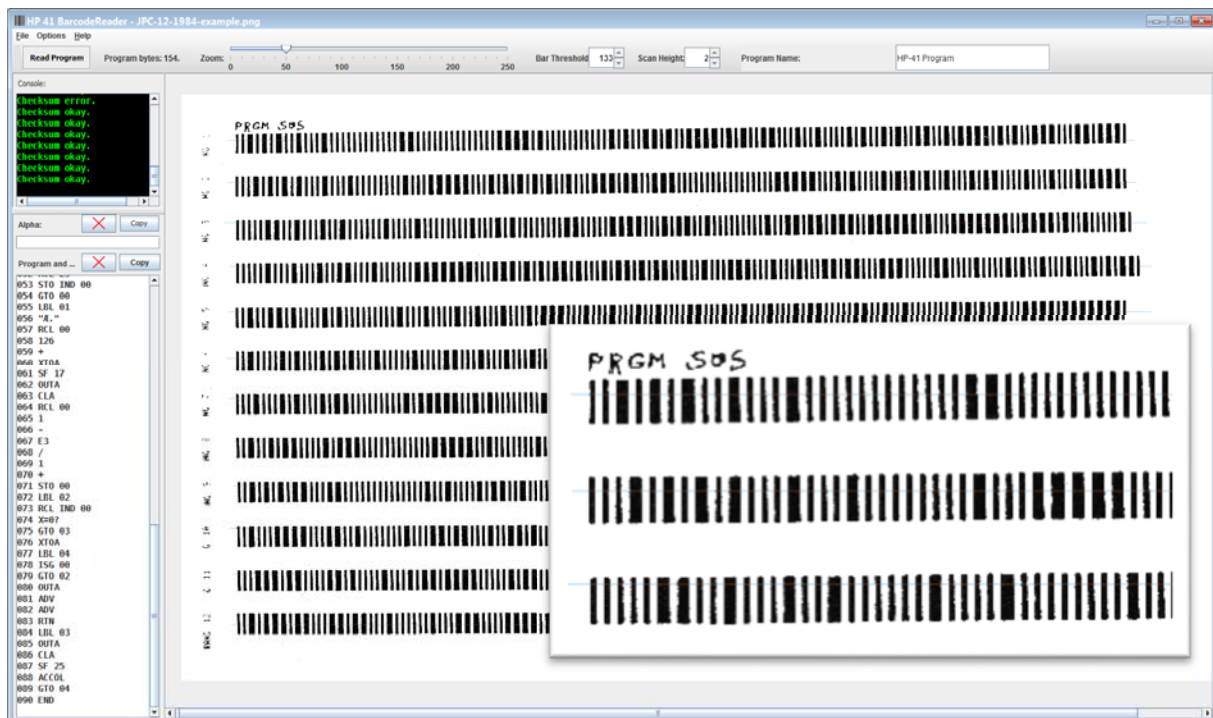 HP 41 BarcodeReader - JPC-12-1984-example.png
File Options Help
Read Program Program bytes: 154. Zoom: 0 50 100 150 200 250 Bar Threshold 133 Scan Height: 2 Program Name: HP-41 Program
Console:
Checksum error.
Checksum okay.
Checksum okay.
Checksum okay.
Checksum okay.
Checksum okay.
Checksum okay.
Checksum okay.
Alpha: Copy
Program and ... Copy
053 STO IND 00
054 GTO 00
055 LBL 01
056 "Æ."
057 RCL 00
058 126
059 +
060 XTOA
061 SF 17
062 OUTA
063 CLA
064 RCL 00
065 1
066 -
067 E3
068 /
069 1
070 +
071 STO 00
072 LBL 02
073 RCL IND 00
074 X=0?
075 GTO 03
076 XTOA
077 LBL 04
078 ISG 00
079 GTO 02
080 OUTA
081 ADV
082 ADV
083 RTN
084 LBL 03
085 OUTA
086 CLA
087 SF 25
088 ACCOL
089 GTO 04
090 END
PRGM SOS
PRGM SOS